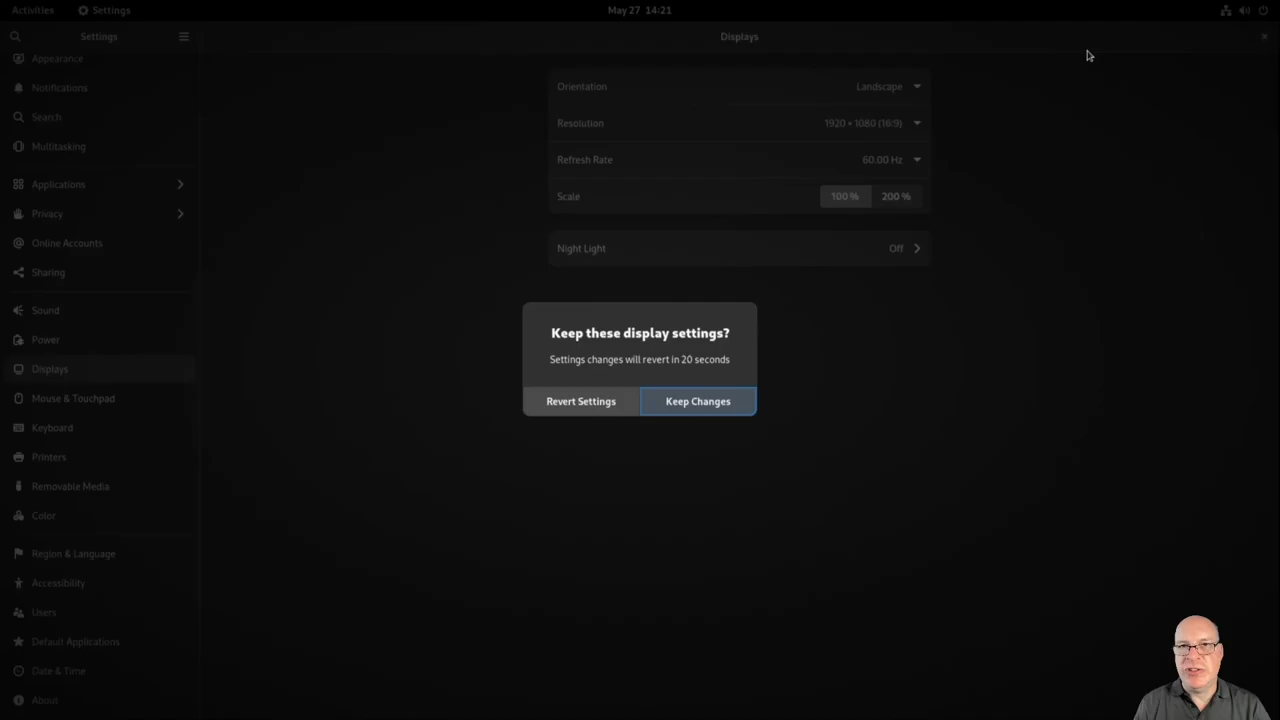 Activities
Settings
May 27 14:21
Settings
Displays
Appearance
Notifications
Search
Multitasking
Applications
Privacy
Online Accounts
Sharing
Sound
Power
Displays
Mouse & Touchpad
Keyboard
Printers
Removable Media
Color
Region & Language
Accessibility
Users
Default Applications
Date & Time
About
Orientation Landscape
Resolution 1920 × 1080 (16:9)
Refresh Rate 60.00 Hz
Scale 100 % 200 %
Night Light Off
Keep these display settings?
Settings changes will revert in 20 seconds
Revert Settings Keep Changes